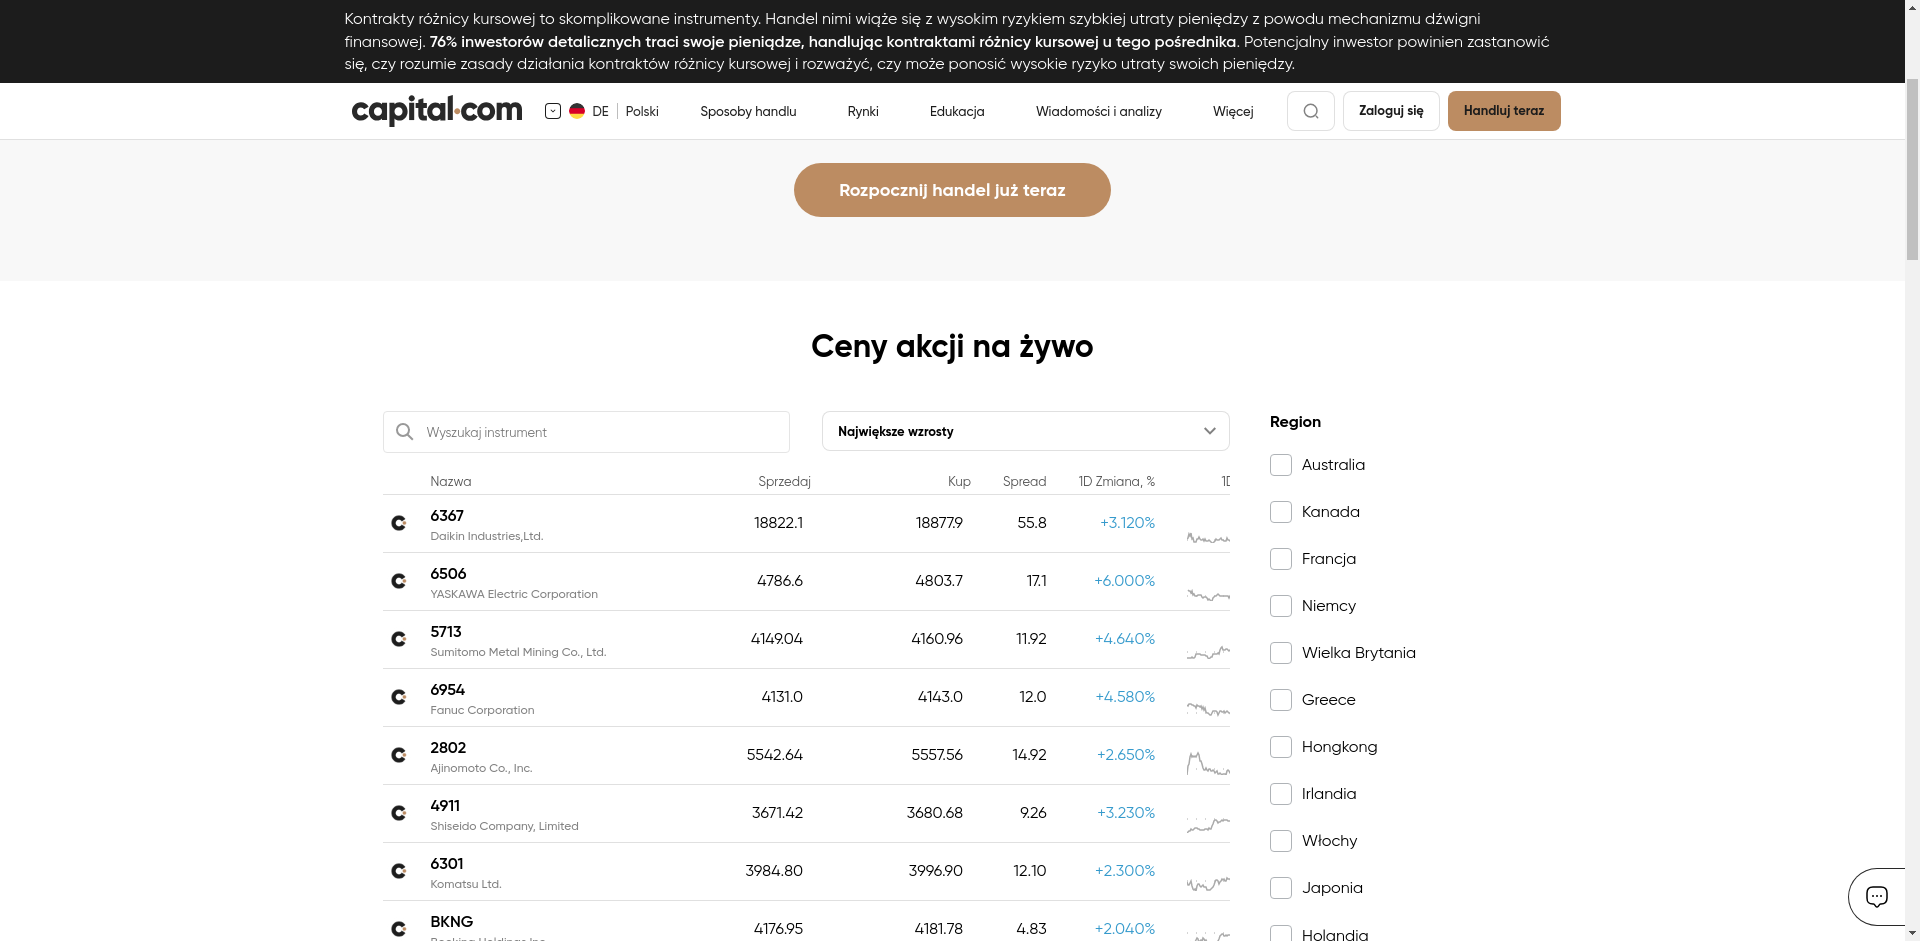 Kontrakty różnicy kursowej to skomplikowane instrumenty. Handel nimi wiąże się z wysokim ryzykiem szybkiej utraty pieniędzy z powodu mechanizmu dźwigni
finansowej. 76% inwestorów detalicznych traci swoje pieniądze, handlując kontraktami różnicy kursowej u tego pośrednika. Potencjalny inwestor powinien zastanowić
się, czy rozumie zasady działania kontraktów różnicy kursowej i rozważyć, czy może ponosić wysokie ryzyko utraty swoich pieniędzy.
capital.com DE Polski Sposoby handlu Rynki Edukacja Wiadomości i analizy Więcej Zaloguj się Handluj teraz
Rozpocznij handel już teraz
Ceny akcji na żywo
Wyszukaj instrument Największe wzrosty
Nazwa Sprzedaj Kup Spread 1D Zmiana, %
6367 18822.1 18877.9 55.8 +3.120%
Daikin Industries,Ltd.
6506 4786.6 4803.7 17.1 +6.000%
YASKAWA Electric Corporation
5713 4149.04 4160.96 11.92 +4.640%
Sumitomo Metal Mining Co., Ltd.
6954 4131.0 4143.0 12.0 +4.580%
Fanuc Corporation
2802 5542.64 5557.56 14.92 +2.650%
Ajinomoto Co., Inc.
4911 3671.42 3680.68 9.26 +3.230%
Shiseido Company, Limited
6301 3984.80 3996.90 12.10 +2.300%
Komatsu Ltd.
BKNG 4176.95 4181.78 4.83 +2.040%
Region
Australia
Kanada
Francja
Niemcy
Wielka Brytania
Greece
Hongkong
Irlandia
Włochy
Japonia
Holandia